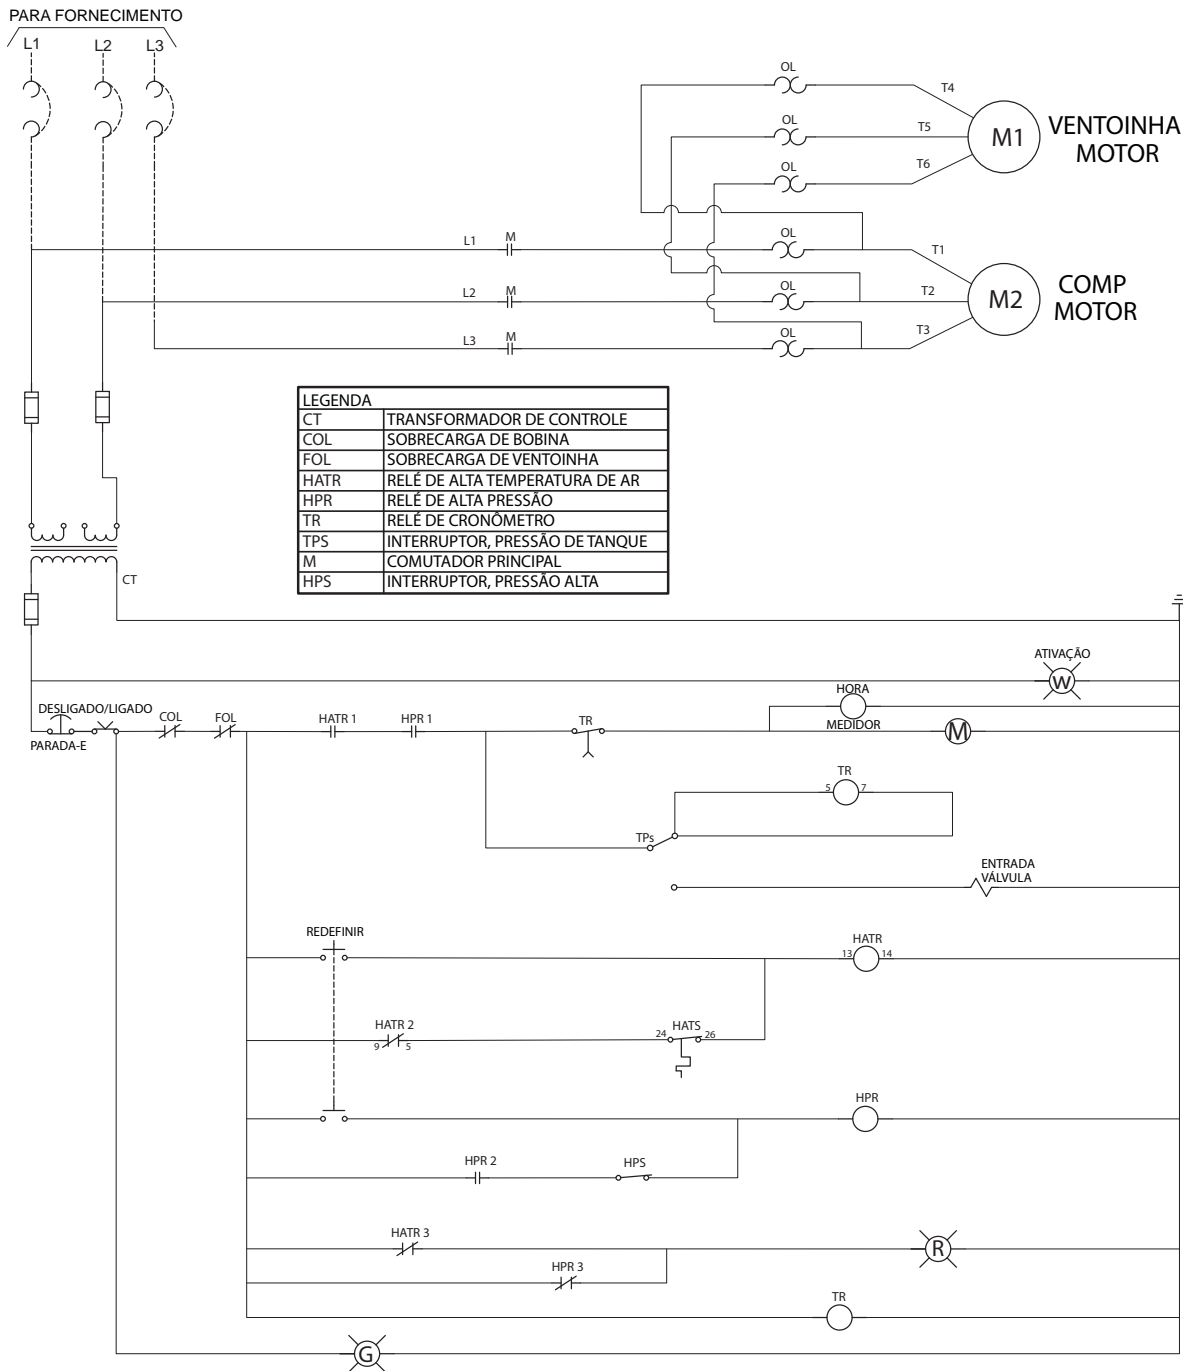 PARA FORNECIMENTO
L1
L2
L3
OL
T4
OL
T5
OL
T6
M1
VENTOINHA
MOTOR
L1
M
OL
T1
L2
M
OL
T2
M2
COMP
MOTOR
L3
M
OL
T3
LEGENDA
CT TRANSFORMADOR DE CONTROLE
COL SOBRECARGA DE BOBINA
FOL SOBRECARGA DE VENTOINHA
HATR RELÉ DE ALTA TEMPERATURA DE AR
HPR RELÉ DE ALTA PRESSÃO
TR RELÉ DE CRONÔMETRO
TPS INTERRUPTOR, PRESSÃO DE TANQUE
M COMUTADOR PRINCIPAL
HPS INTERRUPTOR, PRESSÃO ALTA
CT
ATIVAÇÃO
W
DESLIGADO/LIGADO
PARADA-E
COL
FOL
HATR 1
HPR 1
TR
HORA
MEDIDOR
M
TR
5
7
TPs
ENTRADA
VÁLVULA
REDEFINIR
HATR
13
14
HATR 2
9
5
HATS
24
26
HPR
HPR 2
HPS
HATR 3
R
HPR 3
TR
G